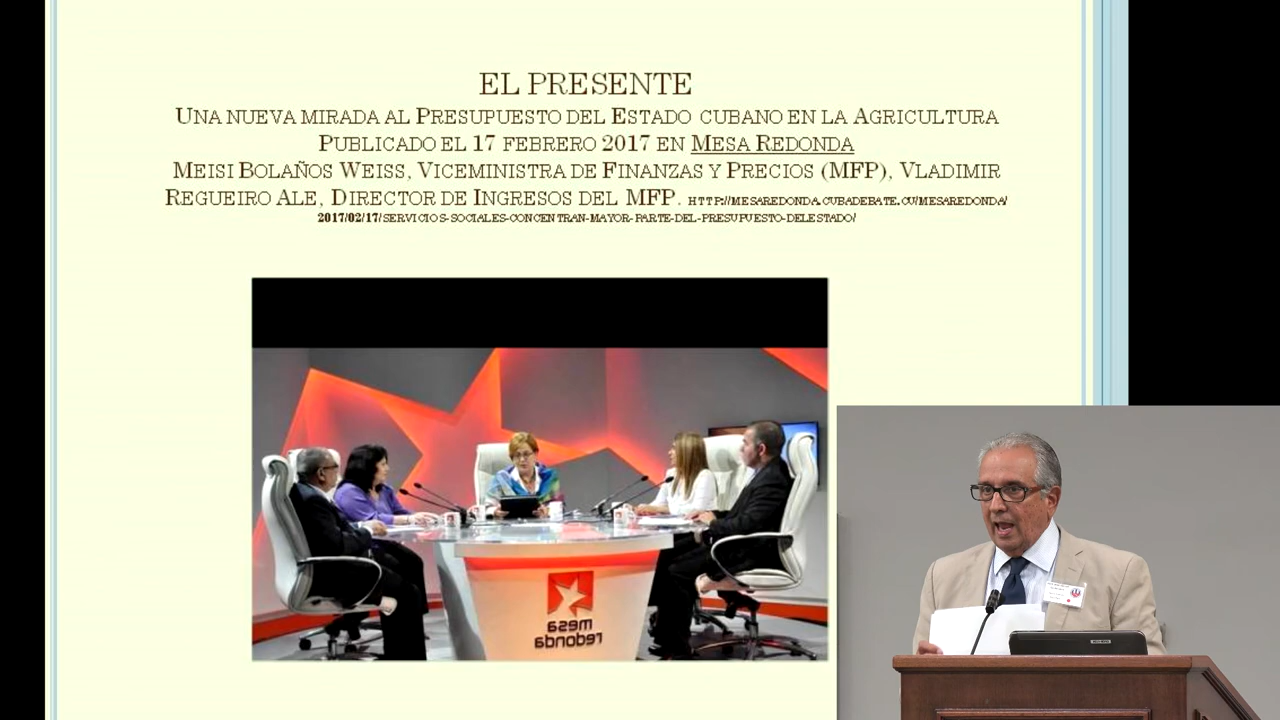 EL PRESENTE
UNA NUEVA MIRADA AL PRESUPUESTO DEL ESTADO CUBANO EN LA AGRICULTURA
PUBLICADO EL 17 FEBRERO 2017 EN MESA REDONDA
MEISI BOLAÑOS WEISS, VICEMINISTRA DE FINANZAS Y PRECIOS (MFP), VLADIMIR
REGUEIRO ALE, DIRECTOR DE INGRESOS DEL MFP. HTTP://MESAREDONDA.CUBADEBATE.CU/MESAREDONDA/
2017/02/17/SERVICIOS-SOCIALES-CONCENTRAN-MAYOR-PARTE-DEL-PRESUPUESTO-DELESTADO/
mesa
redonda